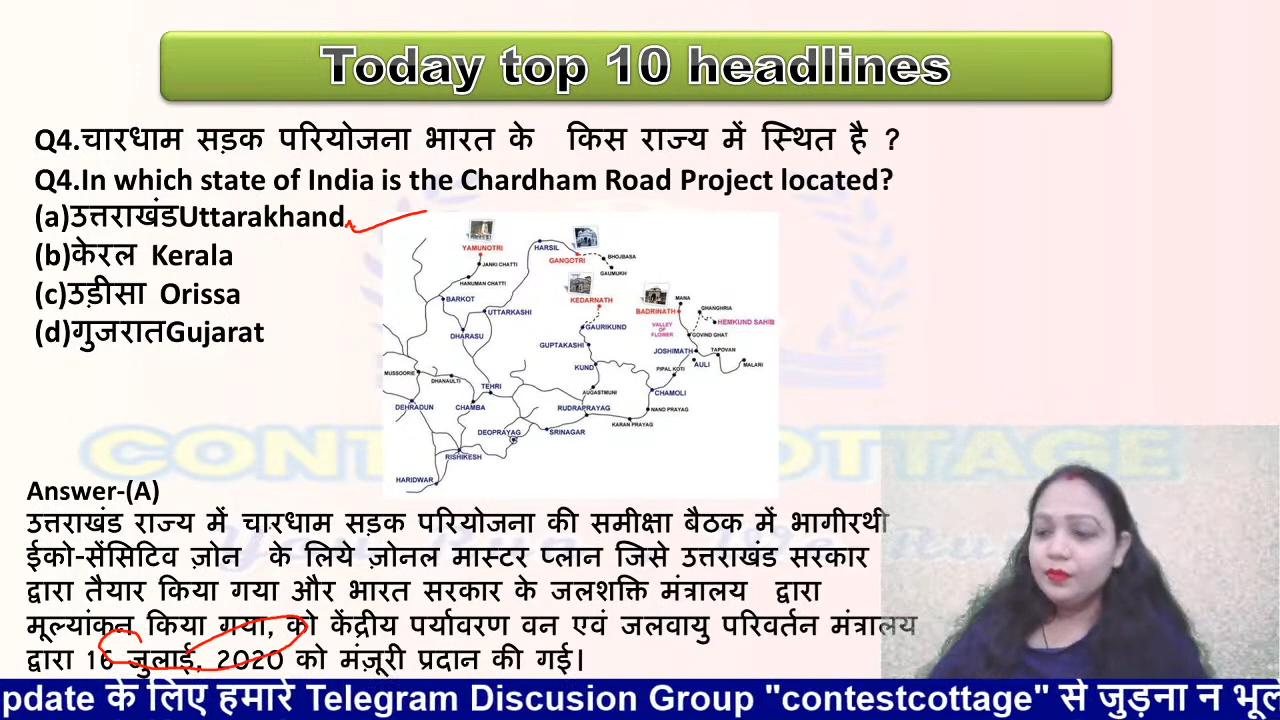 Today top 10 headlines
Q4.चारधाम सड़क परियोजना भारत के किस राज्य में स्थित है ?
Q4.In which state of India is the Chardham Road Project located?
(a)उत्तराखंडUttarakhand
(b)केरल Kerala
(c)उड़ीसा Orissa
(d)गुजरातGujarat
YAMUNOTRI
HARSIL
GANGOTRI
BHOJBASA
JANKI CHATTI
GAUMUKH
HANUMAN CHATTI
KEDARNATH
BARKOT
BADRINATH
MANA
GHANGHRIA
UTTARKASHI
HEMKUND SAHIB
GAURIKUND
VALLEY OF FLOWER
GOVIND GHAT
DHARASU
GUPTAKASHI
JOSHIMATH
TAPOVAN
KUND
AULI
MALARI
MUSSOORIE
PIPAL KOTI
DHANAULTI
TEHRI
AUGASTMUNI
CHAMOLI
DEHRADUN
CHAMBA
RUDRAPRAYAG
NAND PRAYAG
KARAN PRAYAG
DEOPRAYAG
SRINAGAR
RISHIKESH
HARIDWAR
Answer-(A)
उत्तराखंड राज्य में चारधाम सड़क परियोजना की समीक्षा बैठक में भागीरथी
ईको-सेंसिटिव ज़ोन के लिये ज़ोनल मास्टर प्लान जिसे उत्तराखंड सरकार
द्वारा तैयार किया गया और भारत सरकार के जलशक्ति मंत्रालय द्वारा
मूल्यांकन किया गया, को केंद्रीय पर्यावरण वन एवं जलवायु परिवर्तन मंत्रालय
द्वारा 16 जुलाई, 2020 को मंज़ूरी प्रदान की गई।
pdate के लिए हमारे Telegram Discusion Group "contestcottage" से जुड़ना न भूल